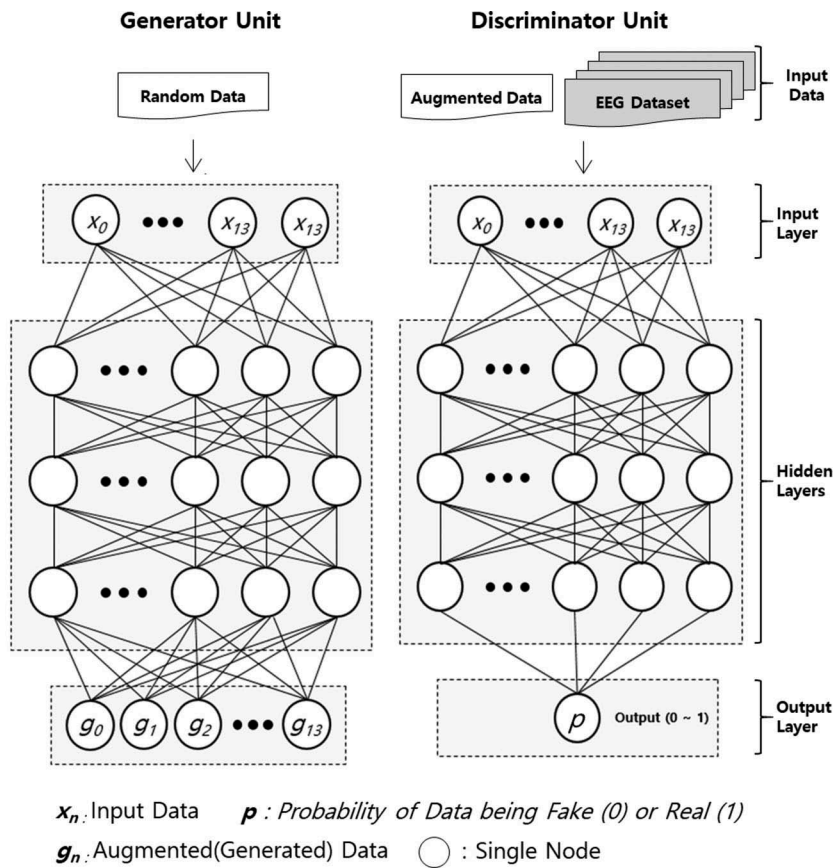 Generator Unit
Discriminator Unit
Random Data
Augmented Data
EEG Dataset
Input
Data
x0 ••• x13 x13
x0 ••• x13 x13
Input
Layer
Hidden
Layers
g0 g1 g2 ••• g13
p Output (0 ~ 1)
Output
Layer
xn : Input Data p : Probability of Data being Fake (0) or Real (1)
gn : Augmented(Generated) Data : Single Node